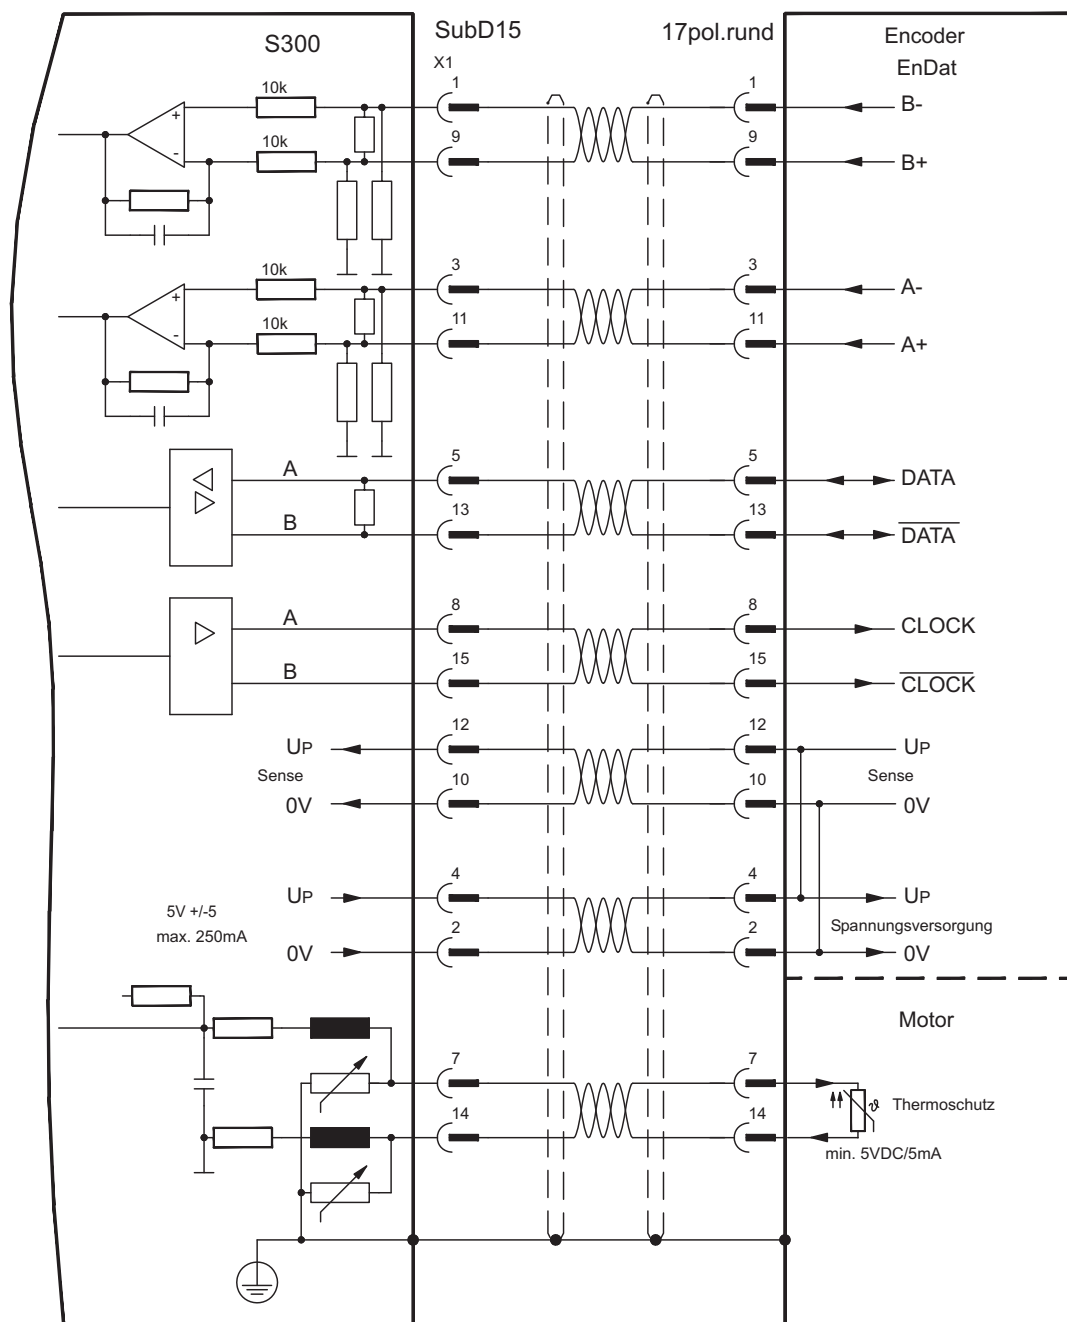 S300
SubD15
17pol.rund
Encoder
EnDat
X1
10k
1
1
B-
+
10k
9
9
B+
-
10k
3
3
A-
+
10k
11
11
A+
-
A
5
5
DATA
B
13
13
DATA
A
8
8
CLOCK
B
15
15
CLOCK
UP
12
12
UP
Sense
Sense
0V
10
10
0V
5V +/-5
max. 250mA
UP
4
4
UP
Spannungsversorgung
0V
2
2
0V
Motor
7
7
ϑ Thermoschutz
14
14
min. 5VDC/5mA